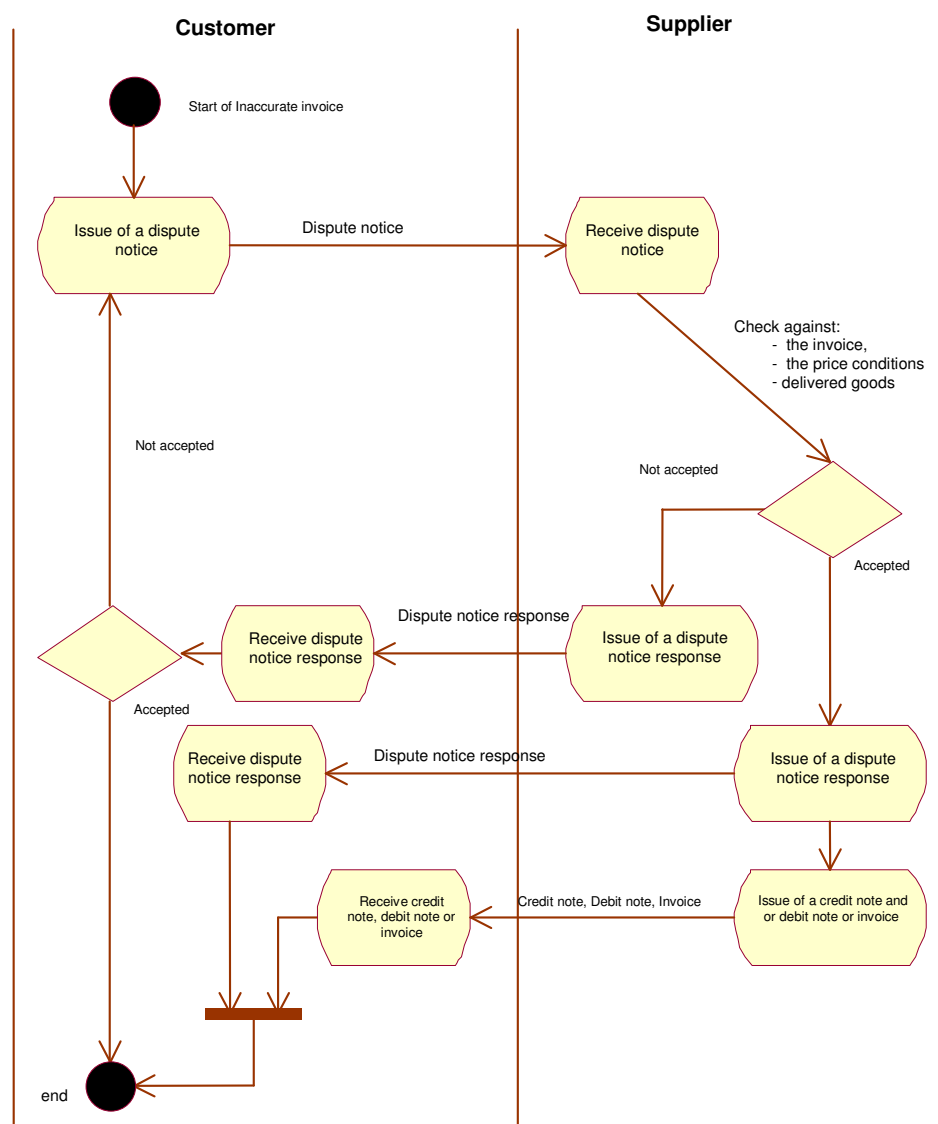 Customer
Supplier
Start of Inaccurate invoice
Issue of a dispute
notice
Dispute notice
Receive dispute
notice
Check against:
- the invoice,
- the price conditions
- delivered goods
Not accepted
Not accepted
Accepted
Dispute notice response
Receive dispute
notice response
Issue of a dispute
notice response
Accepted
Receive dispute
notice response
Dispute notice response
Issue of a dispute
notice response
Receive credit
note, debit note or
invoice
Credit note, Debit note, Invoice
Issue of a credit note and
or debit note or invoice
end